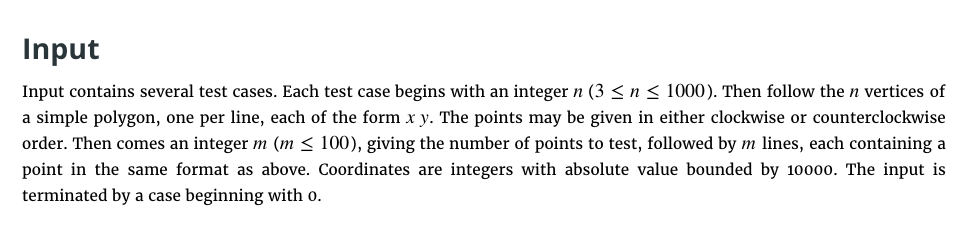 Input
Input contains several test cases. Each test case begins with an integer n (3 ≤ n ≤ 1000). Then follow the n vertices of
a simple polygon, one per line, each of the form x y. The points may be given in either clockwise or counterclockwise
order. Then comes an integer m (m ≤ 100), giving the number of points to test, followed by m lines, each containing a
point in the same format as above. Coordinates are integers with absolute value bounded by 10000. The input is
terminated by a case beginning with 0.